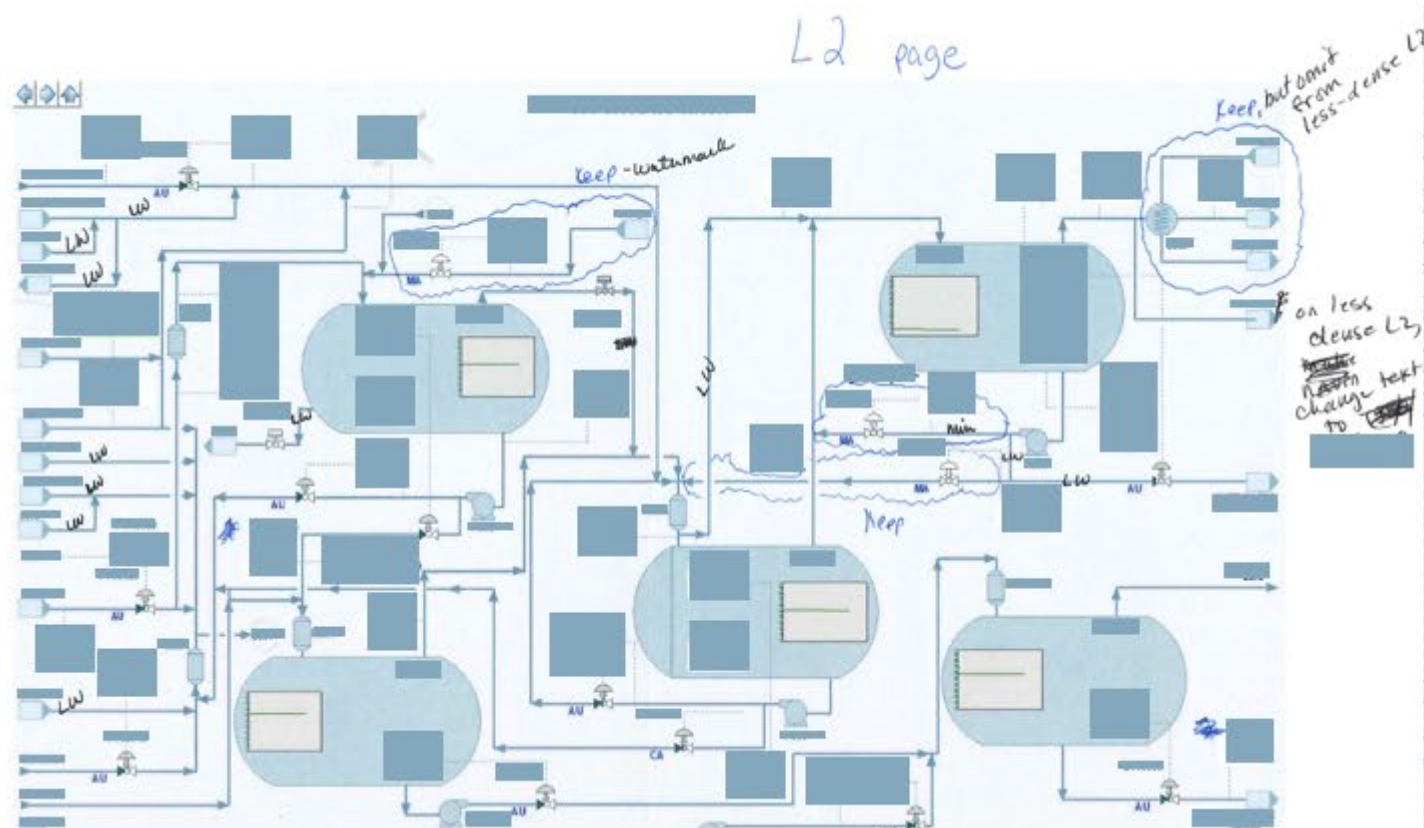 L2 page
Keep, but omit
from
less-dense L2
Keep - watermark
AU
LW
LW
LW
MA
LW
LW
MA
Min
LW
on less
dense L2,
change text
to
LW
LW
LW
MA
LW
AU
AU
Keep
AU
LW
AU
AU
CA
AU
AU
AU